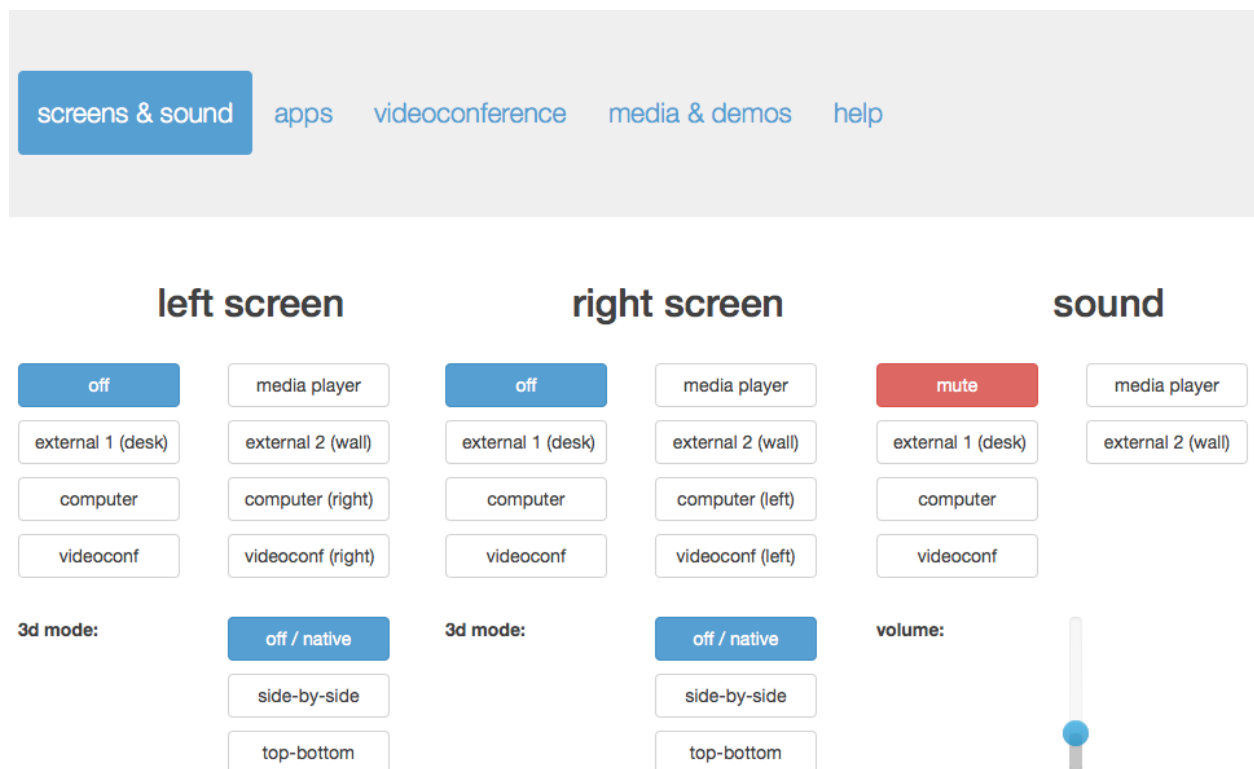 screens & sound apps videoconference media & demos help
left screen right screen sound
off media player off media player mute media player
external 1 (desk) external 2 (wall) external 1 (desk) external 2 (wall) external 1 (desk) external 2 (wall)
computer computer (right) computer computer (left) computer
videoconf videoconf (right) videoconf videoconf (left) videoconf
3d mode: off / native 3d mode: off / native volume:
side-by-side side-by-side
top-bottom top-bottom